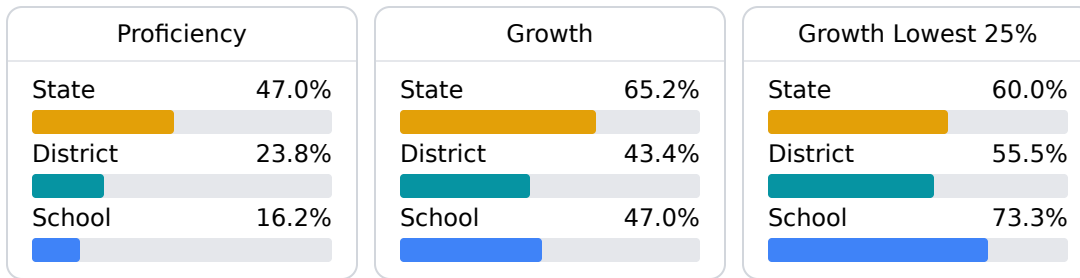 Proficiency
State 47.0%
District 23.8%
School 16.2%
Growth
State 65.2%
District 43.4%
School 47.0%
Growth Lowest 25%
State 60.0%
District 55.5%
School 73.3%